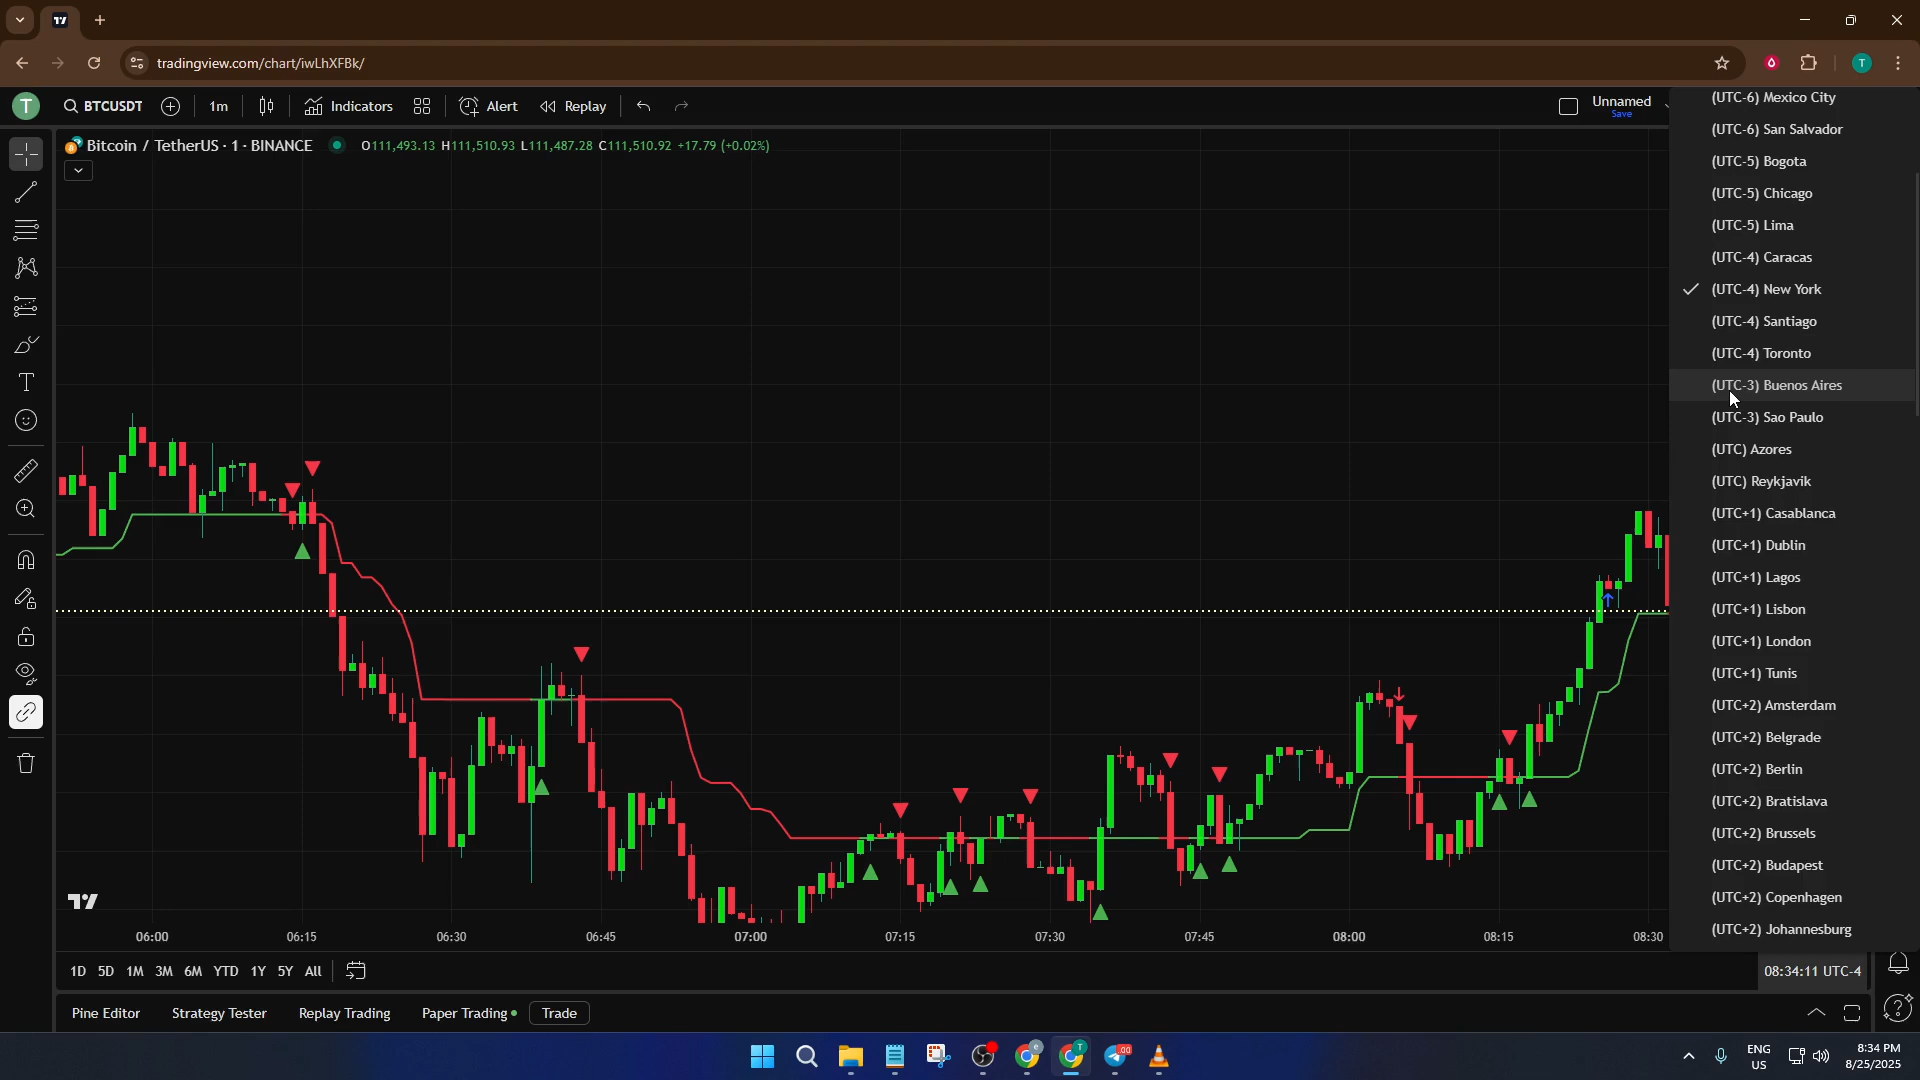 tradingview.com/chart/iwLhXFBk/
T
T
BTCUSDT
1m
Indicators
Alert
Replay
Unnamed
Save
Bitcoin / TetherUS · 1 · BINANCE
O111,493.13 H111,510.93 L111,487.28 C111,510.92 +17.79 (+0.02%)
(UTC-6) Mexico City
(UTC-6) San Salvador
(UTC-5) Bogota
(UTC-5) Chicago
(UTC-5) Lima
(UTC-4) Caracas
(UTC-4) New York
(UTC-4) Santiago
(UTC-4) Toronto
(UTC-3) Buenos Aires
(UTC-3) Sao Paulo
(UTC) Azores
(UTC) Reykjavik
(UTC+1) Casablanca
(UTC+1) Dublin
(UTC+1) Lagos
(UTC+1) Lisbon
(UTC+1) London
(UTC+1) Tunis
(UTC+2) Amsterdam
(UTC+2) Belgrade
(UTC+2) Berlin
(UTC+2) Bratislava
(UTC+2) Brussels
(UTC+2) Budapest
(UTC+2) Copenhagen
(UTC+2) Johannesburg
06:00 06:15 06:30 06:45 07:00 07:15 07:30 07:45 08:00 08:15 08:30
1D 5D 1M 3M 6M YTD 1Y 5Y All
08:34:11 UTC-4
Pine Editor Strategy Tester Replay Trading Paper Trading Trade
ENG
US
8:34 PM
8/25/2025